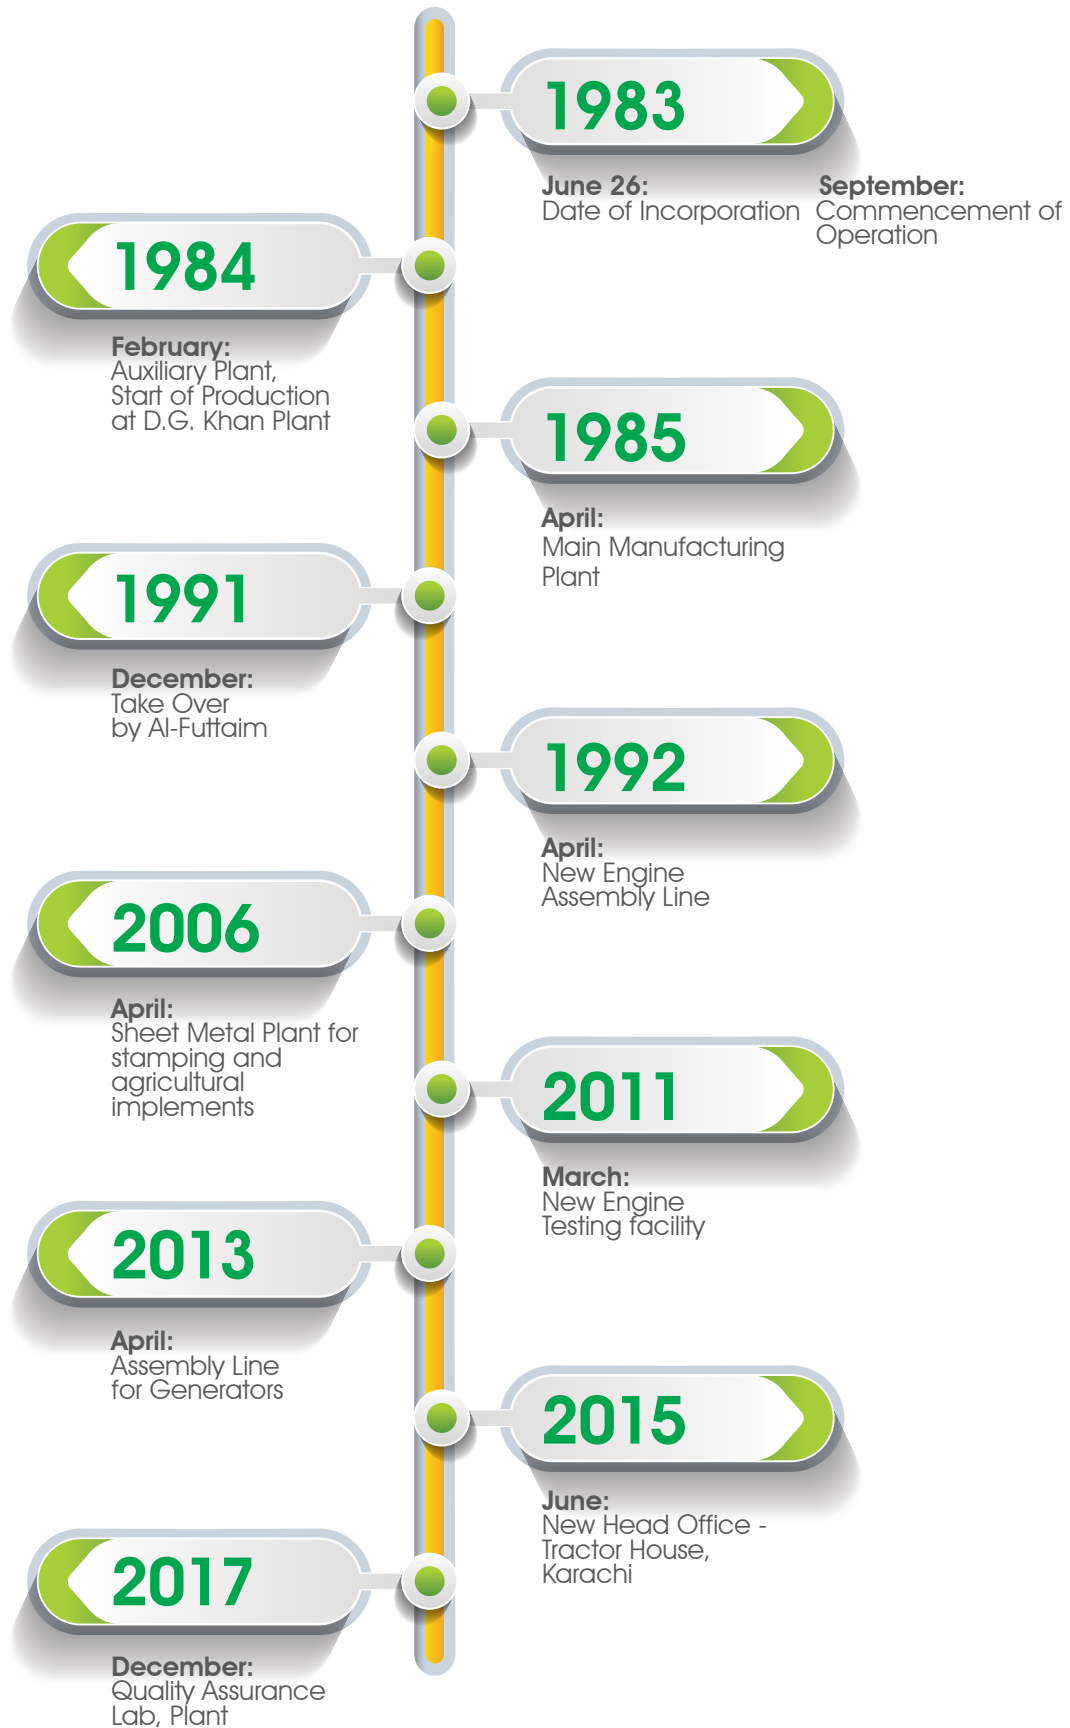 1983
June 26:
Date of Incorporation
September:
Commencement of
Operation
1984
February:
Auxiliary Plant,
Start of Production
at D.G. Khan Plant
1985
April:
Main Manufacturing
Plant
1991
December:
Take Over
by Al-Futtaim
1992
April:
New Engine
Assembly Line
2006
April:
Sheet Metal Plant for
stamping and
agricultural
implements
2011
March:
New Engine
Testing facility
2013
April:
Assembly Line
for Generators
2015
June:
New Head Office -
Tractor House,
Karachi
2017
December:
Quality Assurance
Lab, Plant